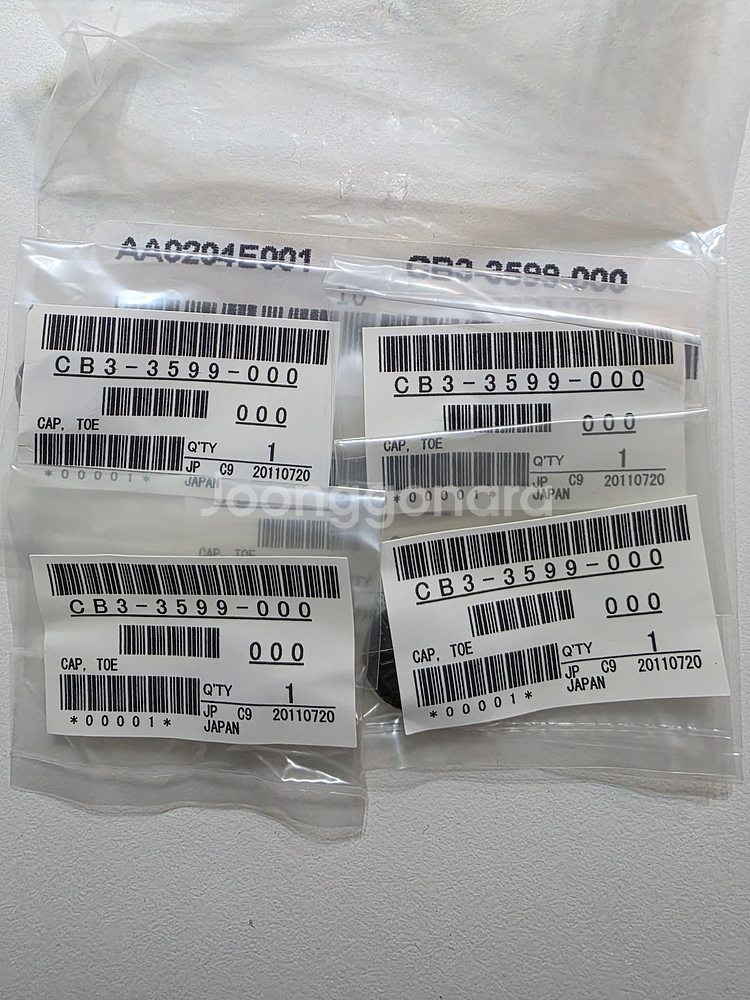 AA0204E001
CB3-3599-000
10
CB3-3599-000
000
CAP, TOE
Q'TY 1
JP C9 20110720
*00001* JAPAN
CB3-3599-000
000
CAP, TOE
Q'TY 1
JP C9 20110720
*00001* JAPAN
Joonggonara
CAP, TOE
CB3-3599-000
000
CAP, TOE
Q'TY 1
JP C9 20110720
*00001* JAPAN
CB3-3599-000
000
CAP, TOE
Q'TY 1
JP C9 20110720
*00001* JAPAN